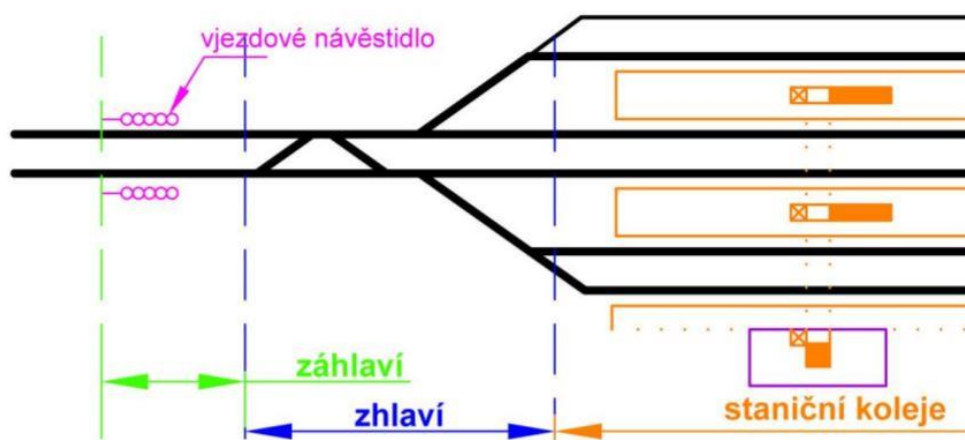 vjezdové návěstidlo
záhlaví
zhlaví
staniční koleje